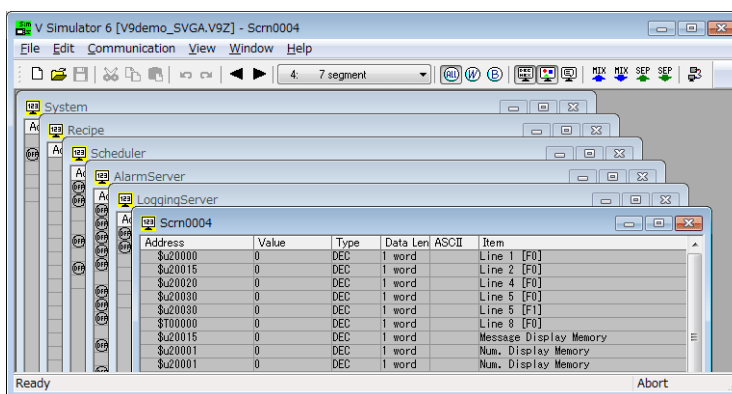 V Simulator 6 [V9demo_SVGA.V9Z] - Scrn0004
File Edit Communication View Window Help
4: 7 segment ALL W B MIX MIX SEP SEP
System
Recipe
Scheduler
AlarmServer
LoggingServer
Scrn0004
Address Value Type Data Len ASCII Item
$u20000 0 DEC 1 word Line 1 [F0]
$u20015 0 DEC 1 word Line 2 [F0]
$u20020 0 DEC 1 word Line 4 [F0]
$u20030 0 DEC 1 word Line 5 [F0]
$u20030 0 DEC 1 word Line 5 [F1]
$T00000 0 DEC 1 word Line 8 [F0]
$u20015 0 DEC 1 word Message Display Memory
$u20001 0 DEC 1 word Num. Display Memory
$u20001 0 DEC 1 word Num. Display Memory
Ready Abort